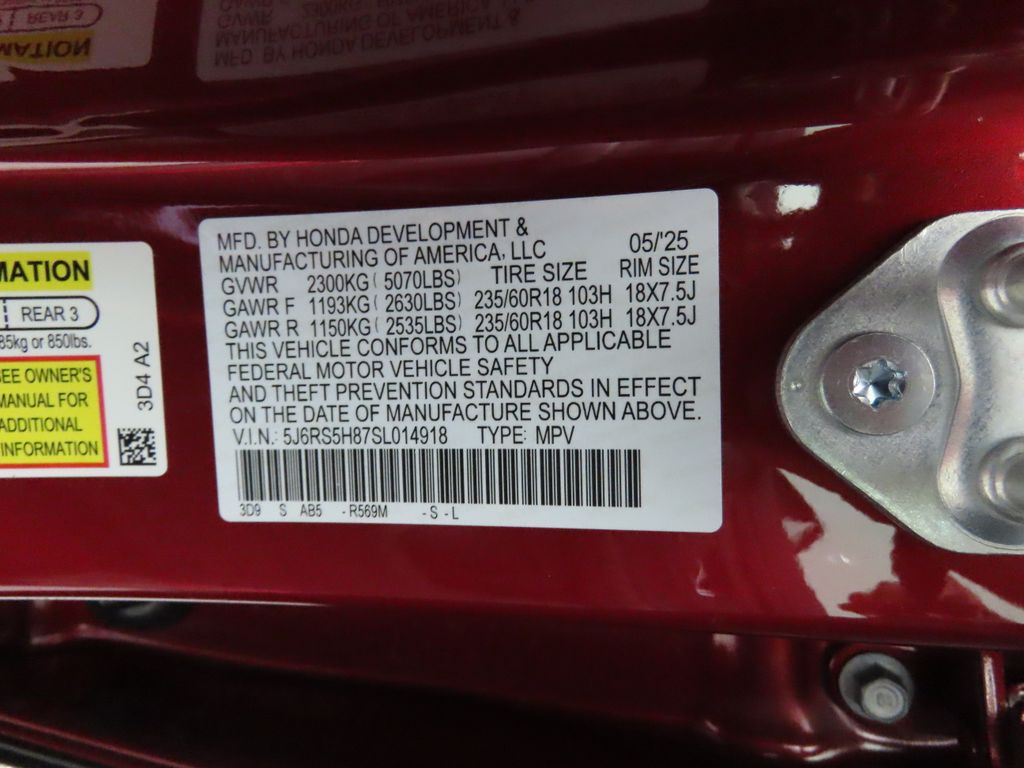 MFD. BY HONDA DEVELOPMENT &
MANUFACTURING OF AMERICA, LLC 05/'25
GVWR 2300KG ( 5070LBS) TIRE SIZE RIM SIZE
GAWR F 1193KG ( 2630LBS) 235/60R18 103H 18X7.5J
GAWR R 1150KG ( 2535LBS) 235/60R18 103H 18X7.5J
THIS VEHICLE CONFORMS TO ALL APPLICABLE
FEDERAL MOTOR VEHICLE SAFETY
AND THEFT PREVENTION STANDARDS IN EFFECT
ON THE DATE OF MANUFACTURE SHOWN ABOVE.
V.I.N.: 5J6RS5H87SL014918 TYPE: MPV
3D9 S AB5 -R569M -S-L
MATION
REAR 3
85kg or 850lbs.
SEE OWNER'S
MANUAL FOR
ADDITIONAL
INFORMATION
3D4 A2